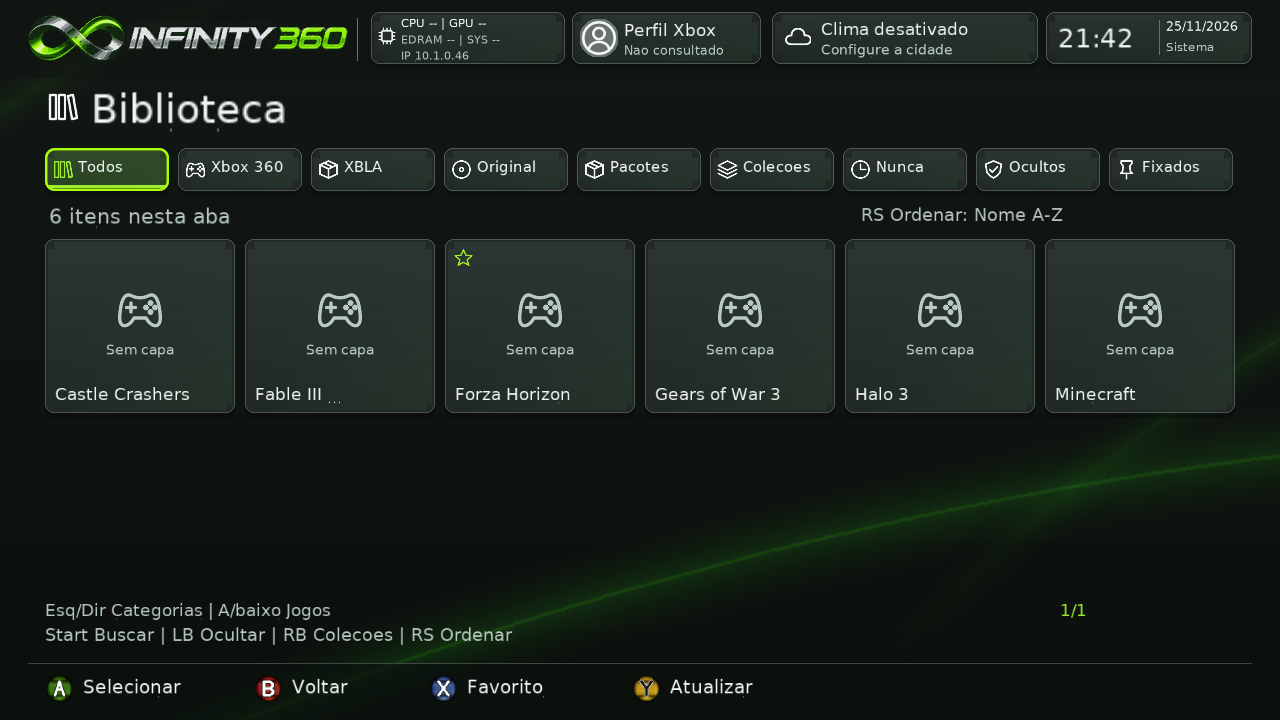 INFINITY 360
CPU -- | GPU --
EDRAM -- | SYS --
IP 10.1.0.46
Perfil Xbox
Nao consultado
Clima desativado
Configure a cidade
21:42
25/11/2026
Sistema
Biblioteca
Todos
Xbox 360
XBLA
Original
Pacotes
Colecoes
Nunca
Ocultos
Fixados
6 itens nesta aba
RS Ordenar: Nome A-Z
Sem capa
Castle Crashers
Sem capa
Fable III ...
Sem capa
Forza Horizon
Sem capa
Gears of War 3
Sem capa
Halo 3
Sem capa
Minecraft
Esq/Dir Categorias | A/baixo Jogos
1/1
Start Buscar | LB Ocultar | RB Colecoes | RS Ordenar
A Selecionar
B Voltar
X Favorito
Y Atualizar